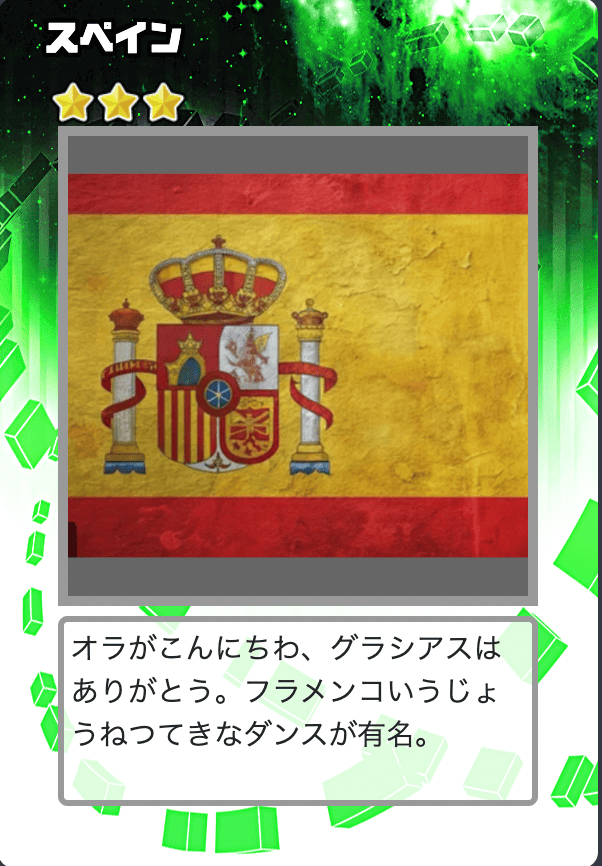 スペイン
オラがこんにちわ、グラシアスは
ありがとう。フラメンコいうじょ
うねつてきなダンスが有名。